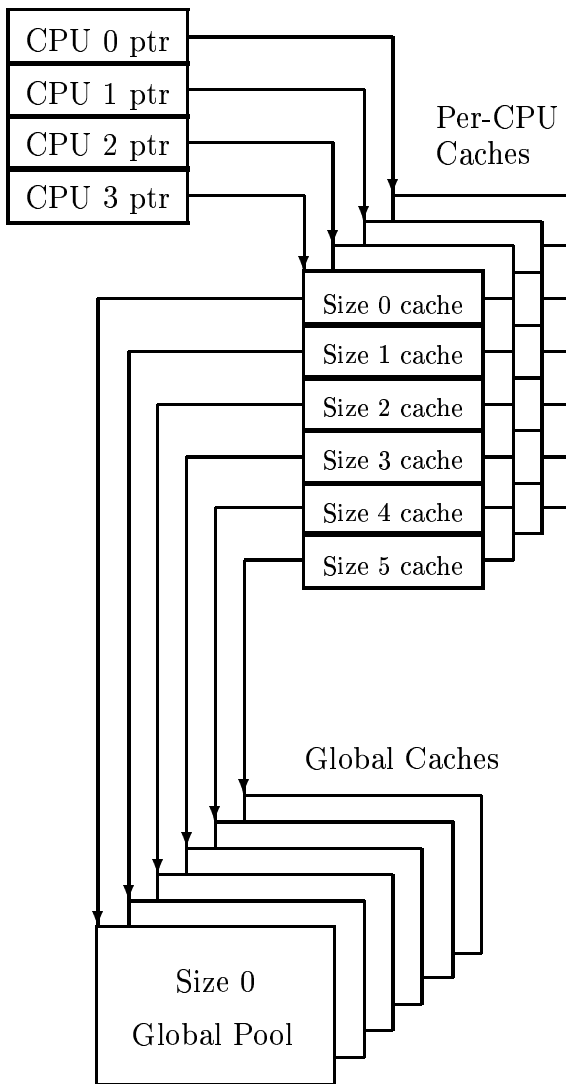 CPU 0 ptr
CPU 1 ptr
CPU 2 ptr
CPU 3 ptr
Per-CPU
Caches
Size 0 cache
Size 1 cache
Size 2 cache
Size 3 cache
Size 4 cache
Size 5 cache
Global Caches
Size 0
Global Pool